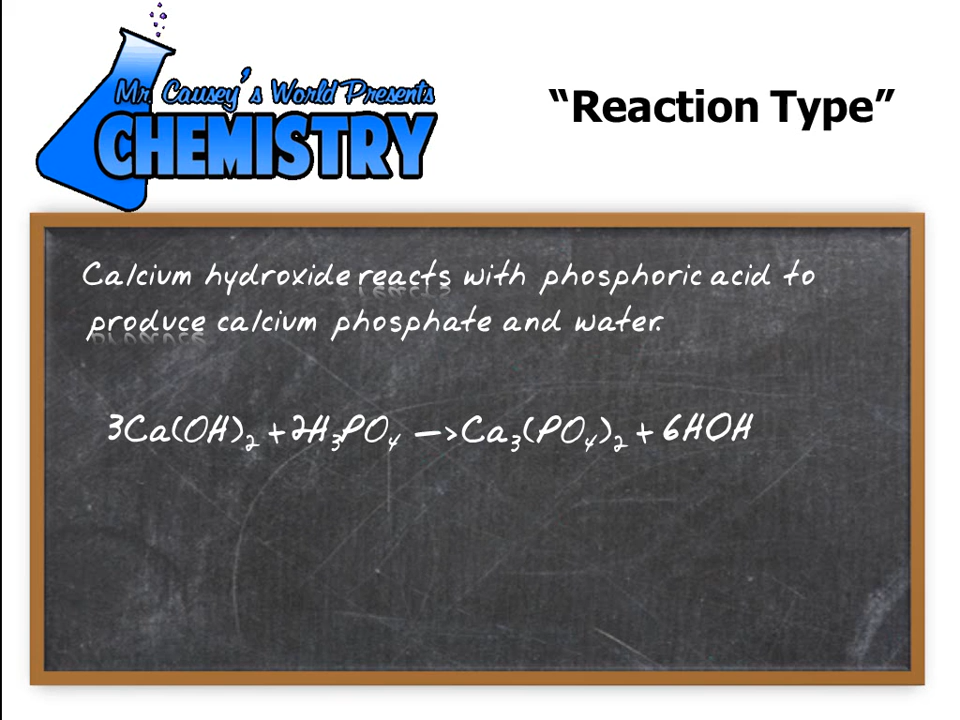 Mr. Causey's World Presents
CHEMISTRY
“Reaction Type”
Calcium hydroxide reacts with phosphoric acid to
produce calcium phosphate and water.
3Ca(OH)₂ + 2H₃PO₄ —> Ca₃(PO₄)₂ + 6HOH